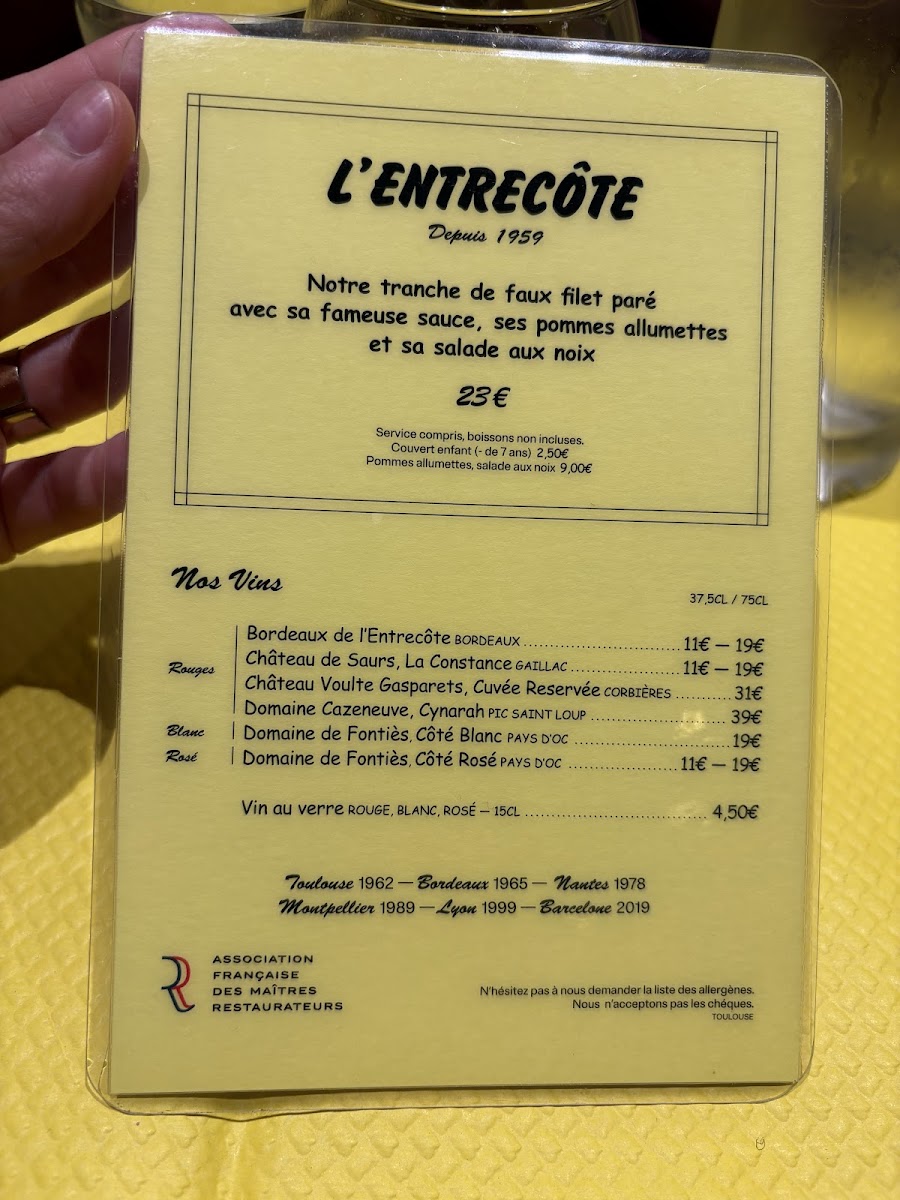 L'ENTRECÔTE
Depuis 1959
Notre tranche de faux filet paré
avec sa fameuse sauce, ses pommes allumettes
et sa salade aux noix
23€
Service compris, boissons non incluses.
Couvert enfant (- de 7 ans) 2,50€
Pommes allumettes, salade aux noix 9,00€
Nos Vins
37,5CL / 75CL
Rouges
Bordeaux de l'Entrecôte BORDEAUX ........ 11€ — 19€
Château de Saurs, La Constance GAILLAC ........ 11€ — 19€
Château Voulte Gasparets, Cuvée Reservée CORBIÈRES ........ 31€
Domaine Cazeneuve, Cynarah PIC SAINT LOUP ........ 39€
Blanc Domaine de Fontiès, Côté Blanc PAYS D'OC ........ 19€
Rosé Domaine de Fontiès, Côté Rosé PAYS D'OC ........ 11€ — 19€
Vin au verre ROUGE, BLANC, ROSÉ — 15CL ........ 4,50€
Toulouse 1962 — Bordeaux 1965 — Nantes 1978
Montpellier 1989 — Lyon 1999 — Barcelone 2019
ASSOCIATION
FRANÇAISE
DES MAÎTRES
RESTAURATEURS
N'hésitez pas à nous demander la liste des allergènes.
Nous n'acceptons pas les chéques.
TOULOUSE